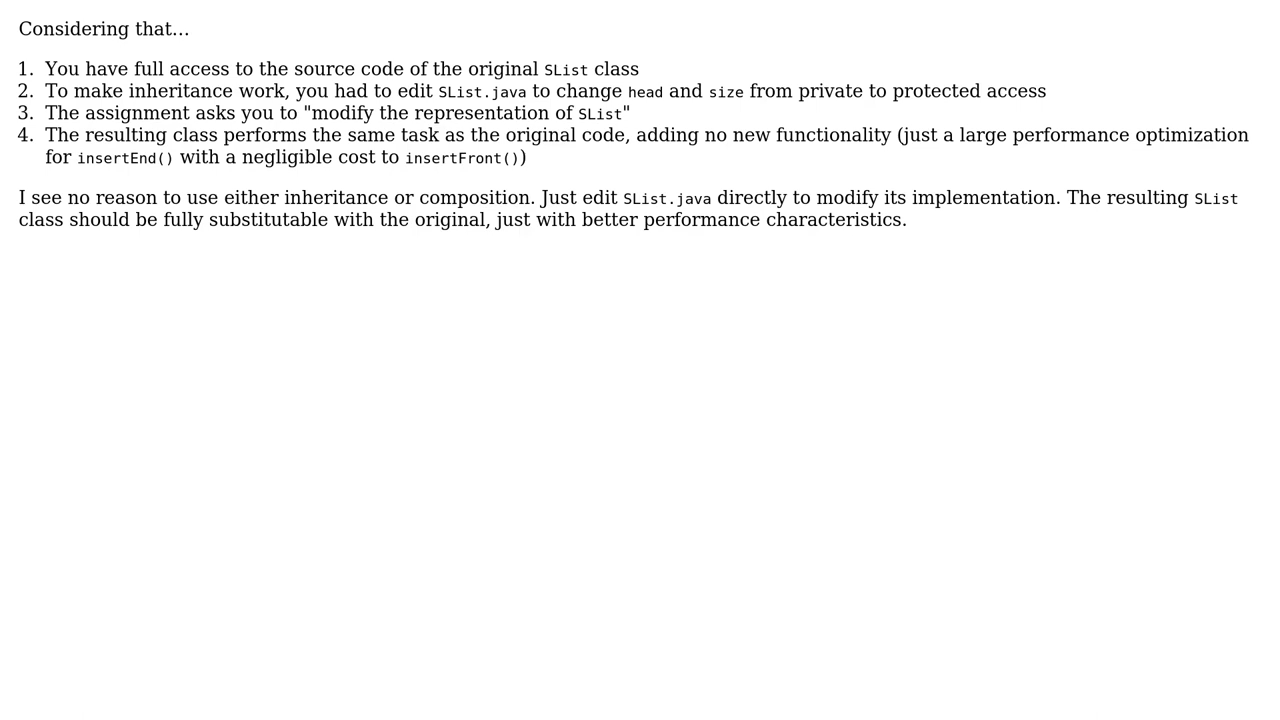 Considering that…
1. You have full access to the source code of the original SList class
2. To make inheritance work, you had to edit SList.java to change head and size from private to protected access
3. The assignment asks you to "modify the representation of SList"
4. The resulting class performs the same task as the original code, adding no new functionality (just a large performance optimization
for insertEnd() with a negligible cost to insertFront())
I see no reason to use either inheritance or composition. Just edit SList.java directly to modify its implementation. The resulting SList
class should be fully substitutable with the original, just with better performance characteristics.